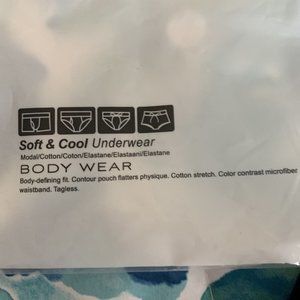 Soft & Cool Underwear
Modal/Cotton/Coton/Elastane/Elastaani/Elastane
BODY WEAR
Body-defining fit. Contour pouch flatters physique. Cotton stretch. Color contrast microfiber
waistband. Tagless.